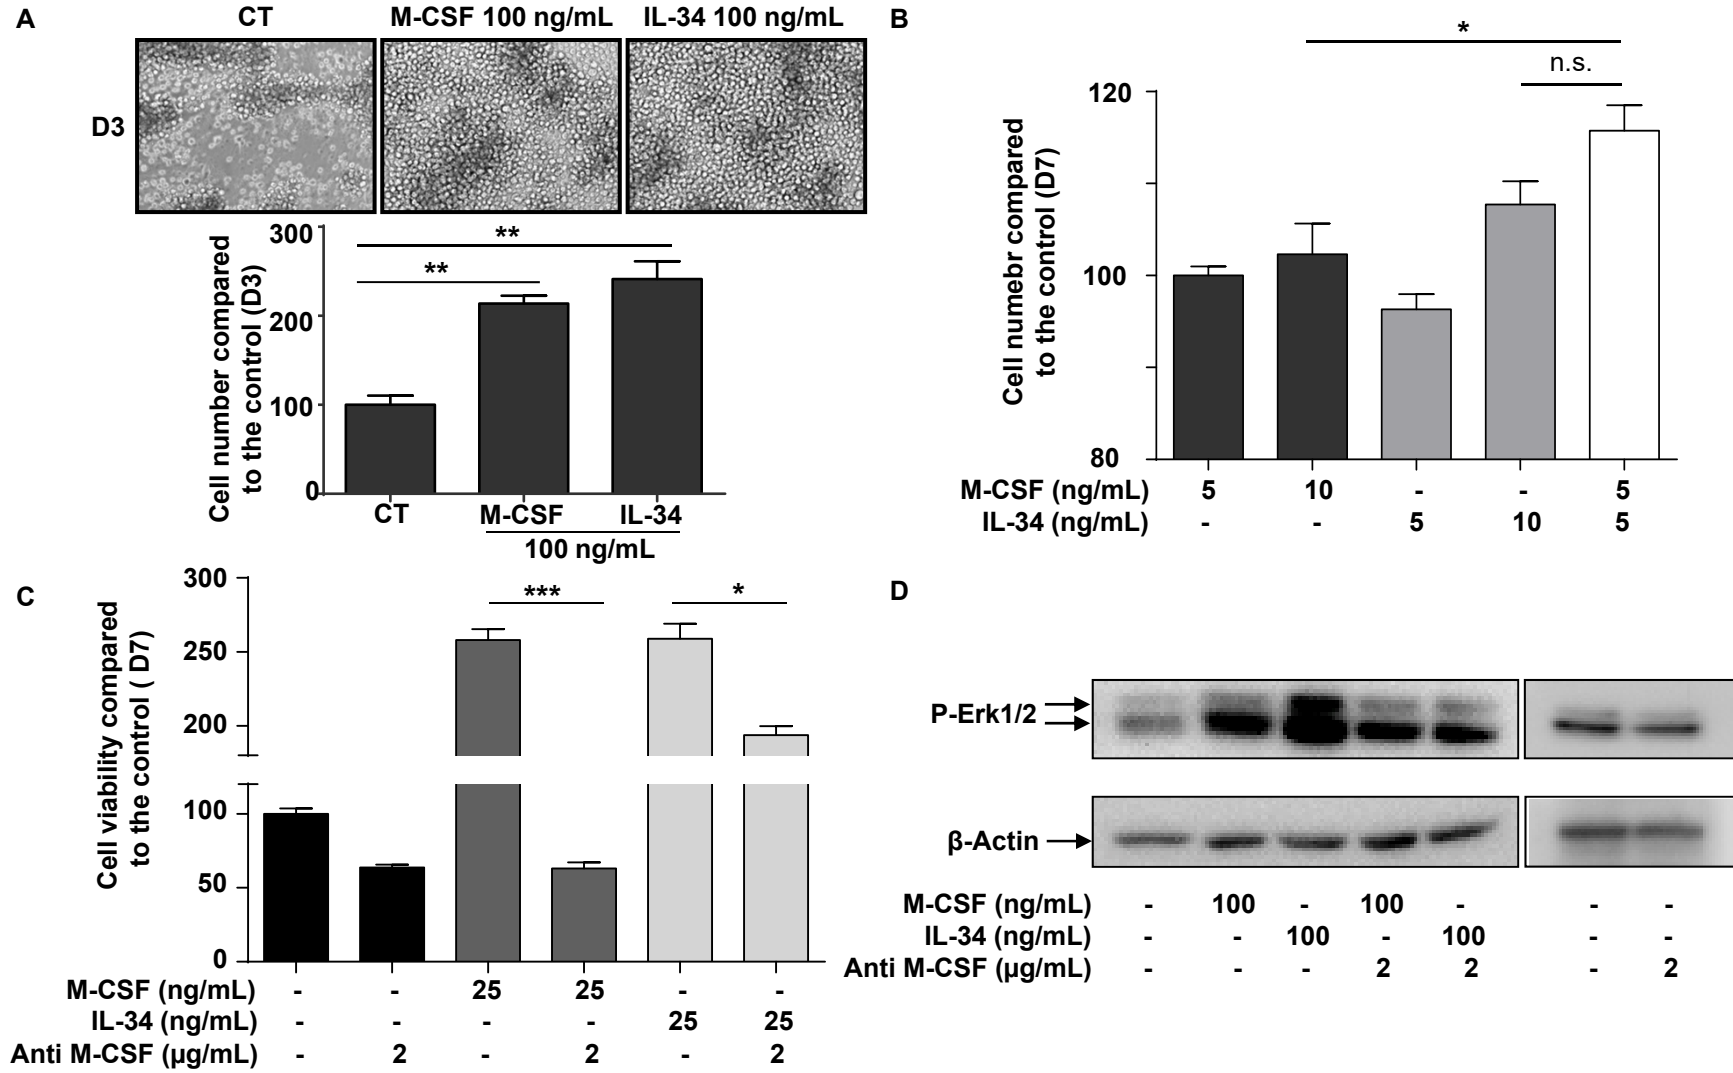 A
CT
M-CSF 100 ng/mL
IL-34 100 ng/mL
D3
Cell number compared
to the control (D3)
300
200
100
0
**
**
CT
M-CSF
IL-34
100 ng/mL
B
*
n.s.
Cell numebr compared
to the control (D7)
120
100
80
M-CSF (ng/mL) 5 10 - - 5
IL-34 (ng/mL) - - 5 10 5
C
Cell viability compared
to the control ( D7)
300
250
200
100
50
0
***
*
M-CSF (ng/mL) - - 25 25 - -
IL-34 (ng/mL) - - - - 25 25
Anti M-CSF (µg/mL) - 2 - 2 - 2
D
P-Erk1/2
β-Actin
M-CSF (ng/mL) - 100 - 100 - - -
IL-34 (ng/mL) - - 100 - 100 - -
Anti M-CSF (µg/mL) - - - 2 2 - 2